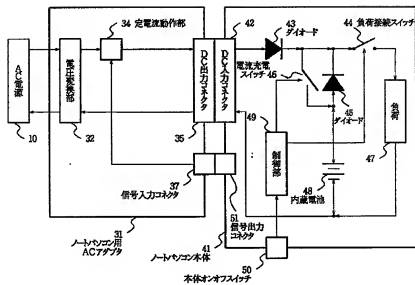 34 定電流動作部
42
43
ダイオード
44 負荷接続スイッチ
電流充電
スイッチ
46
AC電源
電圧変換部
DC出力コネクタ
DC入力コネクタ
45
ダイオード
49
制御部
負荷
10
32
35
47
37
信号入力コネクタ
48
内蔵電池
31
ノートパソコン用
ACアダプタ
51
信号出力
コネクタ
41
ノートパソコン本体
50
本体オンオフスイッチ